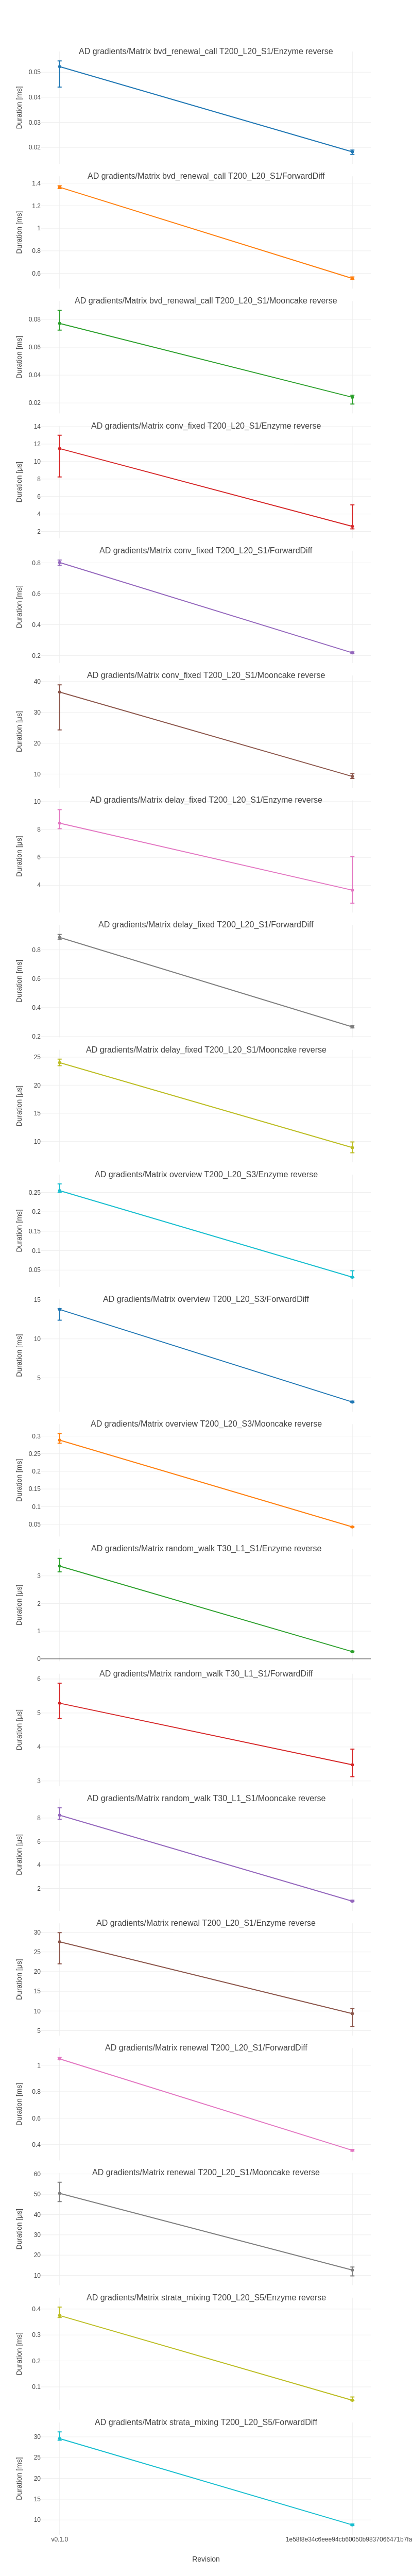 AD gradients/Matrix bvd_renewal_call T200_L20_S1/Enzyme reverse
Duration [ms]
0.05
0.04
0.03
0.02
AD gradients/Matrix bvd_renewal_call T200_L20_S1/ForwardDiff
Duration [ms]
1.4
1.2
1
0.8
0.6
AD gradients/Matrix bvd_renewal_call T200_L20_S1/Mooncake reverse
Duration [ms]
0.08
0.06
0.04
0.02
AD gradients/Matrix conv_fixed T200_L20_S1/Enzyme reverse
Duration [µs]
14
12
10
8
6
4
2
AD gradients/Matrix conv_fixed T200_L20_S1/ForwardDiff
Duration [ms]
0.8
0.6
0.4
0.2
AD gradients/Matrix conv_fixed T200_L20_S1/Mooncake reverse
Duration [µs]
40
30
20
10
AD gradients/Matrix delay_fixed T200_L20_S1/Enzyme reverse
Duration [µs]
10
8
6
4
AD gradients/Matrix delay_fixed T200_L20_S1/ForwardDiff
Duration [ms]
0.8
0.6
0.4
0.2
AD gradients/Matrix delay_fixed T200_L20_S1/Mooncake reverse
Duration [µs]
25
20
15
10
AD gradients/Matrix overview T200_L20_S3/Enzyme reverse
Duration [ms]
0.25
0.2
0.15
0.1
0.05
AD gradients/Matrix overview T200_L20_S3/ForwardDiff
Duration [ms]
15
10
5
AD gradients/Matrix overview T200_L20_S3/Mooncake reverse
Duration [ms]
0.3
0.25
0.2
0.15
0.1
0.05
AD gradients/Matrix random_walk T30_L1_S1/Enzyme reverse
Duration [µs]
3
2
1
0
AD gradients/Matrix random_walk T30_L1_S1/ForwardDiff
Duration [µs]
6
5
4
3
AD gradients/Matrix random_walk T30_L1_S1/Mooncake reverse
Duration [µs]
8
6
4
2
AD gradients/Matrix renewal T200_L20_S1/Enzyme reverse
Duration [µs]
30
25
20
15
10
5
AD gradients/Matrix renewal T200_L20_S1/ForwardDiff
Duration [ms]
1
0.8
0.6
0.4
AD gradients/Matrix renewal T200_L20_S1/Mooncake reverse
Duration [µs]
60
50
40
30
20
10
AD gradients/Matrix strata_mixing T200_L20_S5/Enzyme reverse
Duration [ms]
0.4
0.3
0.2
0.1
AD gradients/Matrix strata_mixing T200_L20_S5/ForwardDiff
Duration [ms]
30
25
20
15
10
v0.1.0
1e58f8e34c6eee94cb60050b9837066471b7fa
Revision